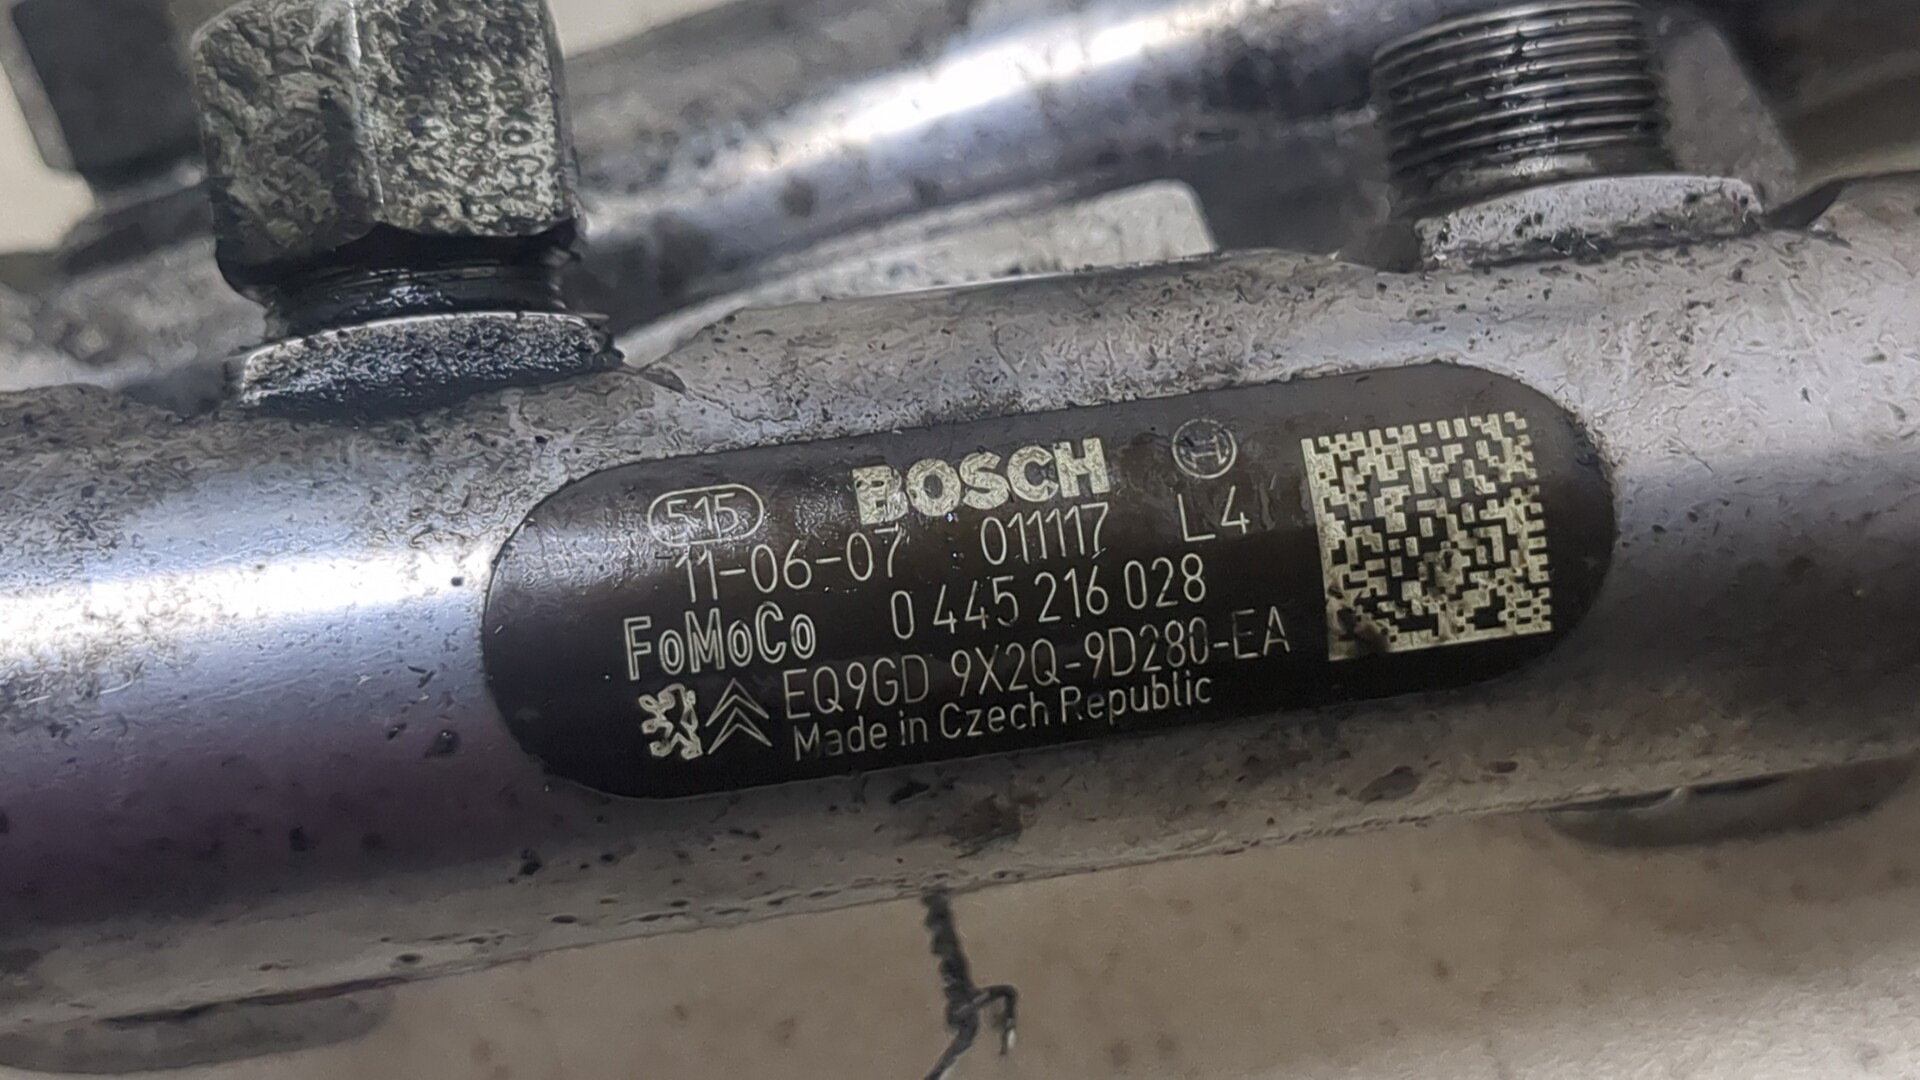 515 BOSCH
11-06-07 011117 L4
FoMoCo 0 445 216 028
EQ9GD 9X2Q-9D280-EA
Made in Czech Republic